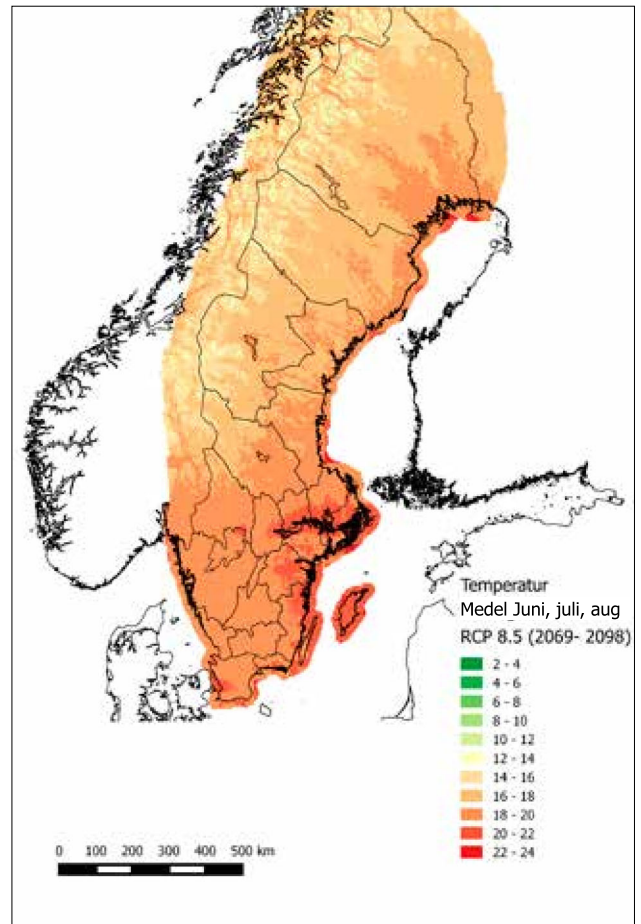 Temperatur
Medel Juni, juli, aug
RCP 8.5 (2069- 2098)
2 - 4
4 - 6
6 - 8
8 - 10
10 - 12
12 - 14
14 - 16
16 - 18
18 - 20
20 - 22
22 - 24
0 100 200 300 400 500 km